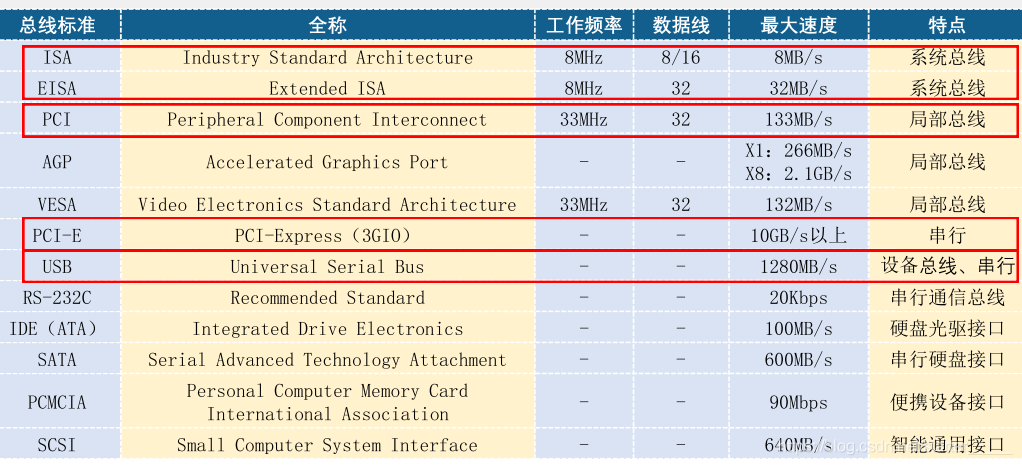 总线标准 全称 工作频率 数据线 最大速度 特点
ISA Industry Standard Architecture 8MHz 8/16 8MB/s 系统总线
EISA Extended ISA 8MHz 32 32MB/s 系统总线
PCI Peripheral Component Interconnect 33MHz 32 133MB/s 局部总线
AGP Accelerated Graphics Port - - X1: 266MB/s
X8: 2.1GB/s 局部总线
VESA Video Electronics Standard Architecture 33MHz 32 132MB/s 局部总线
PCI-E PCI-Express（3GIO） - - 10GB/s以上 串行
USB Universal Serial Bus - - 1280MB/s 设备总线、串行
RS-232C Recommended Standard - - 20Kbps 串行通信总线
IDE（ATA） Integrated Drive Electronics - - 100MB/s 硬盘光驱接口
SATA Serial Advanced Technology Attachment - - 600MB/s 串行硬盘接口
PCMCIA Personal Computer Memory Card
International Association - - 90Mbps 便携设备接口
SCSI Small Computer System Interface - - 640MB/s 智能通用接口